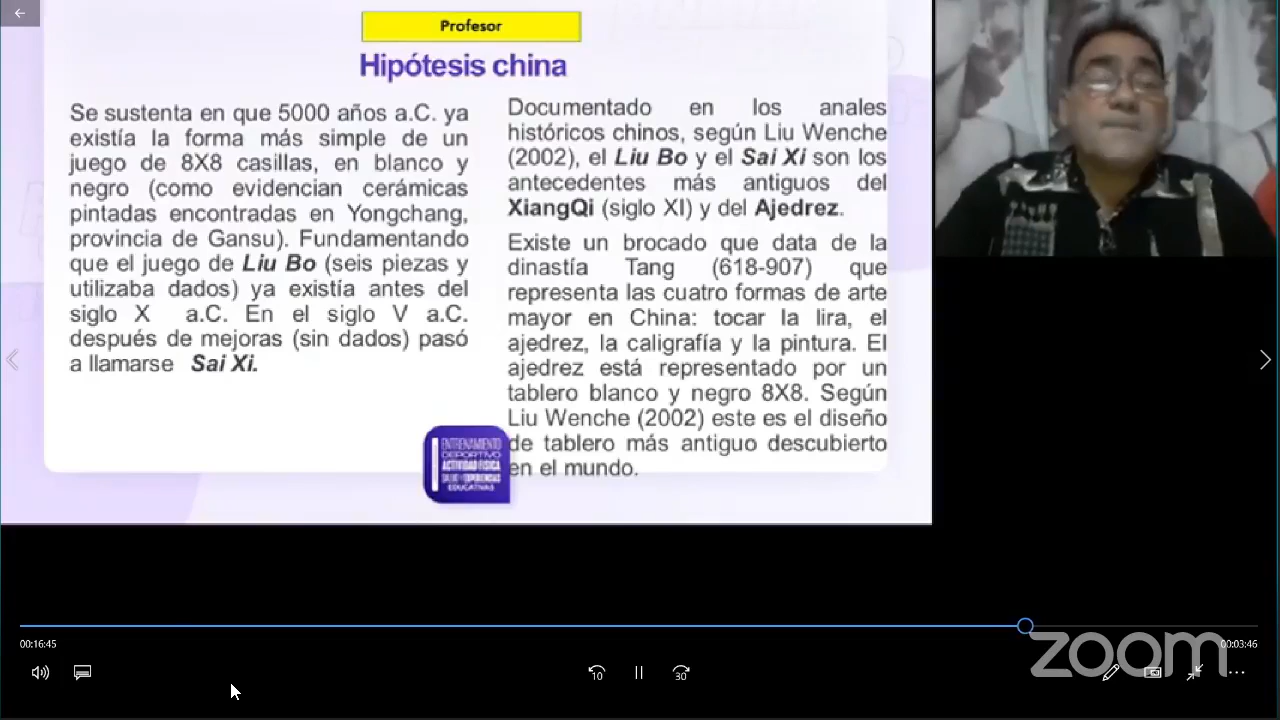 Profesor
Hipótesis china
Se sustenta en que 5000 años a.C. ya
existía la forma más simple de un
juego de 8X8 casillas, en blanco y
negro (como evidencian cerámicas
pintadas encontradas en Yongchang,
provincia de Gansu). Fundamentando
que el juego de Liu Bo (seis piezas y
utilizaba dados) ya existía antes del
siglo X a.C. En el siglo V a.C.
después de mejoras (sin dados) pasó
a llamarse Sai Xi.
Documentado en los anales
históricos chinos, según Liu Wenche
(2002), el Liu Bo y el Sai Xi son los
antecedentes más antiguos del
XiangQi (siglo XI) y del Ajedrez.
Existe un brocado que data de la
dinastía Tang (618-907) que
representa las cuatro formas de arte
mayor en China: tocar la lira, el
ajedrez, la caligrafía y la pintura. El
ajedrez está representado por un
tablero blanco y negro 8X8. Según
Liu Wenche (2002) este es el diseño
de tablero más antiguo descubierto
en el mundo.
ENTRENAMIENTO
DEPORTIVO
ACTIVIDAD FÍSICA
EXPERIENCIAS
EDUCATIVAS
00:16:45
00:03:46
10
30
zoom